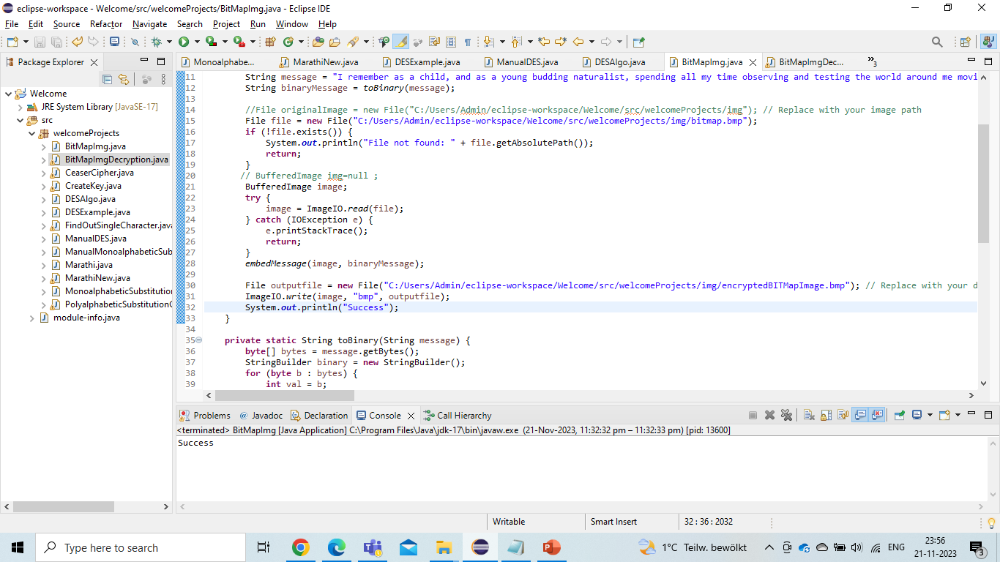 eclipse-workspace - Welcome/src/welcomeProjects/BitMapImg.java - Eclipse IDE
File Edit Source Refactor Navigate Search Project Run Window Help
Package Explorer
Monoalphabe... MarathiNew.java DESExample.java ManualDES.java DESAlgo.java BitMapImg.java BitMapImgDec... »3
Welcome
JRE System Library [JavaSE-17]
src
welcomeProjects
BitMapImg.java
BitMapImgDecryption.java
CeaserCipher.java
CreateKey.java
DESAlgo.java
DESExample.java
FindOutSingleCharacter.java
ManualDES.java
ManualMonoalphabeticSub
Marathi.java
MarathiNew.java
MonoalphabeticSubstitution
PolyalphabeticSubstitutionC
module-info.java
11 String message = "I remember as a child, and as a young budding naturalist, spending all my time observing and testing the world around me movi
12 String binaryMessage = toBinary(message);
13
14 //File originalImage = new File("C:/Users/Admin/eclipse-workspace/Welcome/src/welcomeProjects/img"); // Replace with your image path
15 File file = new File("C:/Users/Admin/eclipse-workspace/Welcome/src/welcomeProjects/img/bitmap.bmp");
16 if (!file.exists()) {
17 System.out.println("File not found: " + file.getAbsolutePath());
18 return;
19 }
20 // BufferedImage img=null ;
21 BufferedImage image;
22 try {
23 image = ImageIO.read(file);
24 } catch (IOException e) {
25 e.printStackTrace();
26 return;
27 }
28 embedMessage(image, binaryMessage);
29
30 File outputfile = new File("C:/Users/Admin/eclipse-workspace/Welcome/src/welcomeProjects/img/encryptedBITMapImage.bmp"); // Replace with your d
31 ImageIO.write(image, "bmp", outputfile);
32 System.out.println("Success");
33 }
34
35 private static String toBinary(String message) {
36 byte[] bytes = message.getBytes();
37 StringBuilder binary = new StringBuilder();
38 for (byte b : bytes) {
39 int val = b;
Problems Javadoc Declaration Console Call Hierarchy
<terminated> BitMapImg [Java Application] C:\Program Files\Java\jdk-17\bin\javaw.exe (21-Nov-2023, 11:32:32 pm – 11:32:33 pm) [pid: 13600]
Success
Writable Smart Insert 32 : 36 : 2032
Type here to search
1°C Teilw. bewölkt
ENG
23:56
21-11-2023
3